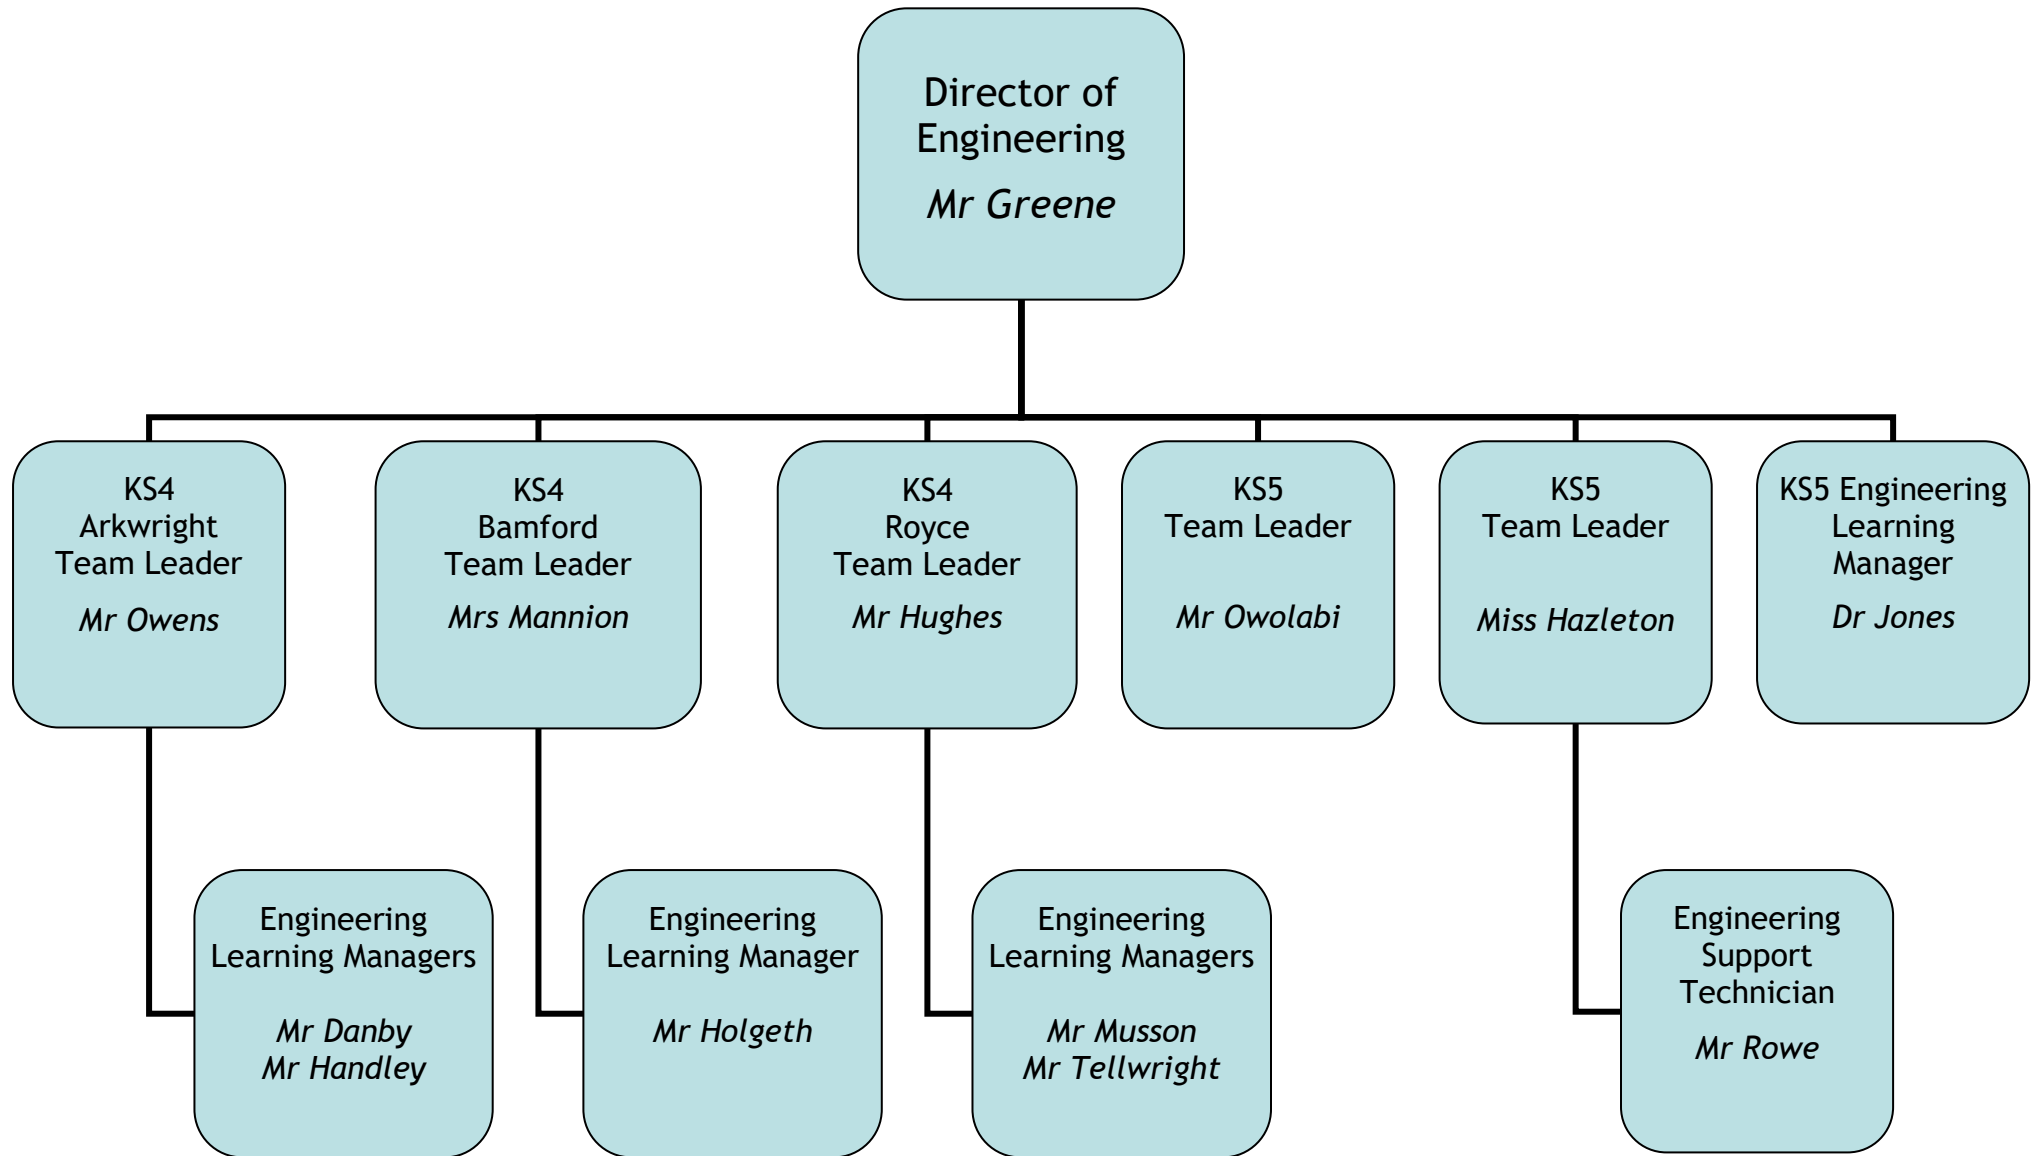 Director of
Engineering
Mr Greene
KS4
Arkwright
Team Leader
Mr Owens
KS4
Bamford
Team Leader
Mrs Mannion
KS4
Royce
Team Leader
Mr Hughes
KS5
Team Leader
Mr Owolabi
KS5
Team Leader
Miss Hazleton
KS5 Engineering
Learning
Manager
Dr Jones
Engineering
Learning Managers
Mr Danby
Mr Handley
Engineering
Learning Manager
Mr Holgeth
Engineering
Learning Managers
Mr Musson
Mr Tellwright
Engineering
Support
Technician
Mr Rowe